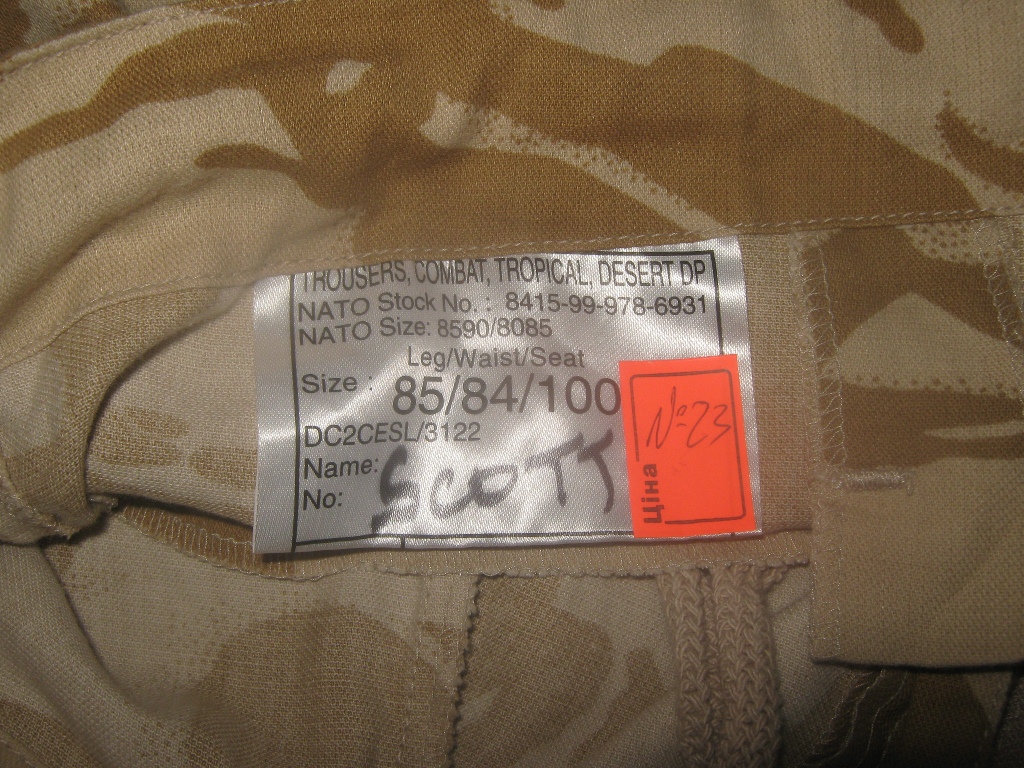 TROUSERS, COMBAT, TROPICAL, DESERT DP
NATO Stock No. : 8415-99-978-6931
NATO Size: 8590/8085
Leg/Waist/Seat
Size : 85/84/100
DC2CESL/3122
Name:
No:
SCOTT
№23
Ціна